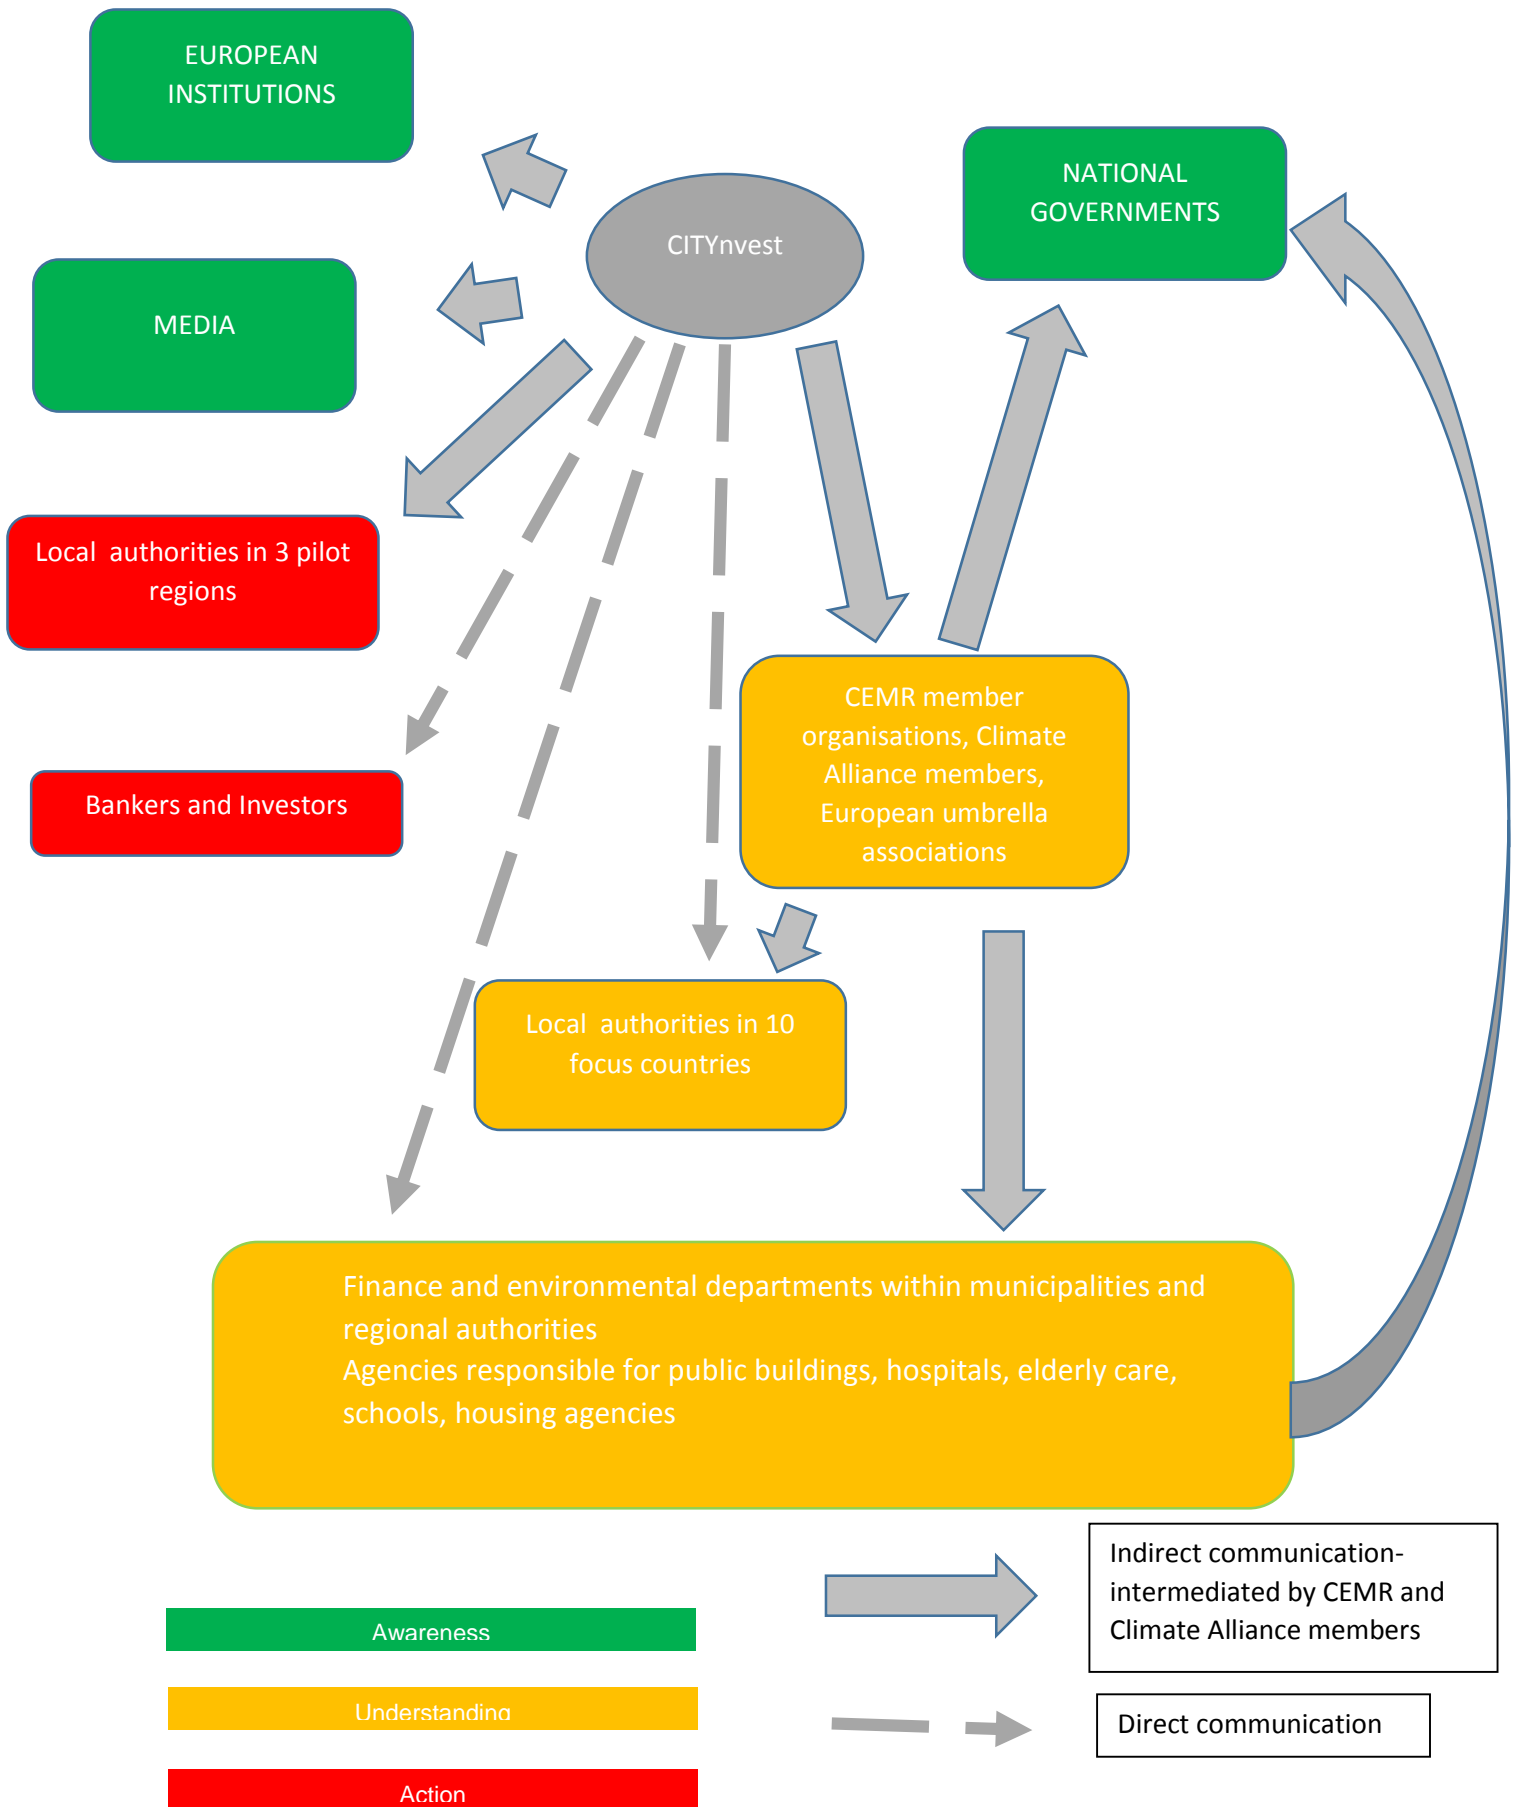 EUROPEAN
INSTITUTIONS
NATIONAL
GOVERNMENTS
CITYnvest
MEDIA
Local  authorities in 3 pilot
regions
CEMR member
organisations, Climate
Alliance members,
European umbrella
associations
Bankers and Investors
Local  authorities in 10
focus countries
Finance and environmental departments within municipalities and
regional authorities
Agencies responsible for public buildings, hospitals, elderly care,
schools, housing agencies
Indirect communication-
intermediated by CEMR and
Climate Alliance members
Awareness
Understanding
Direct communication
Action